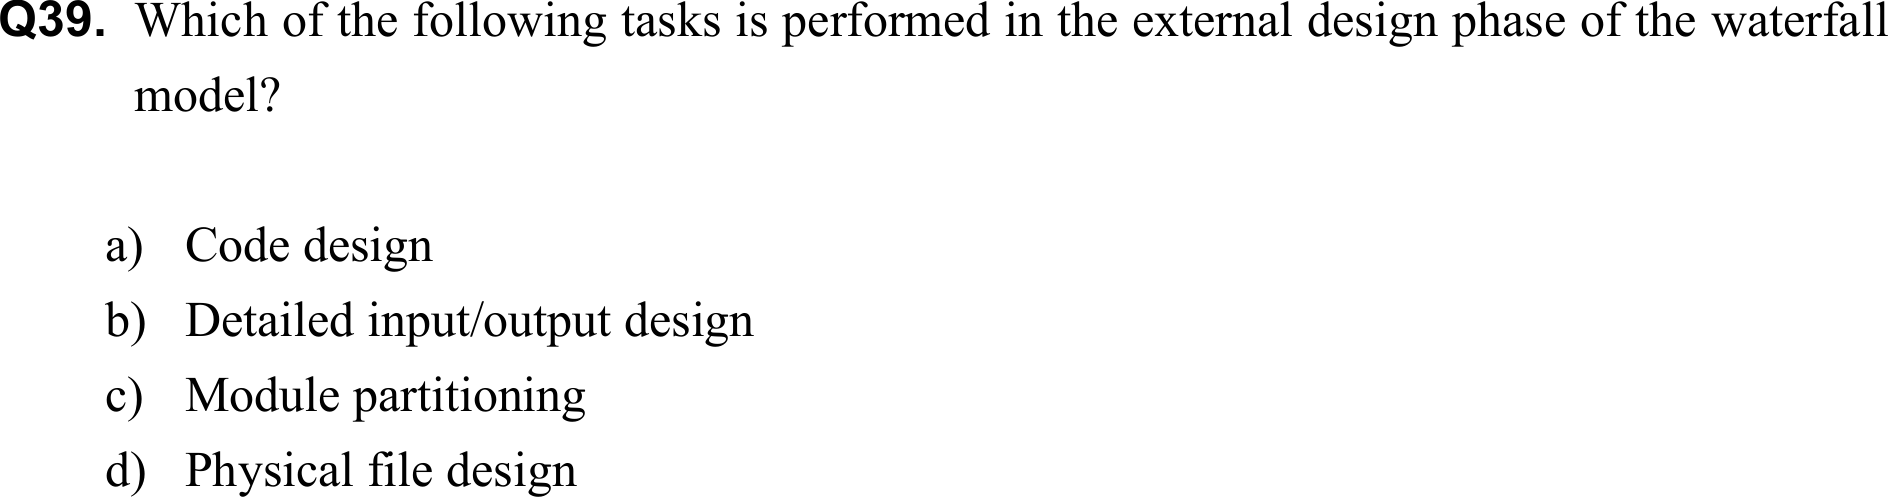 Q39. Which of the following tasks is performed in the external design phase of the waterfall
model?
a) Code design
b) Detailed input/output design
c) Module partitioning
d) Physical file design